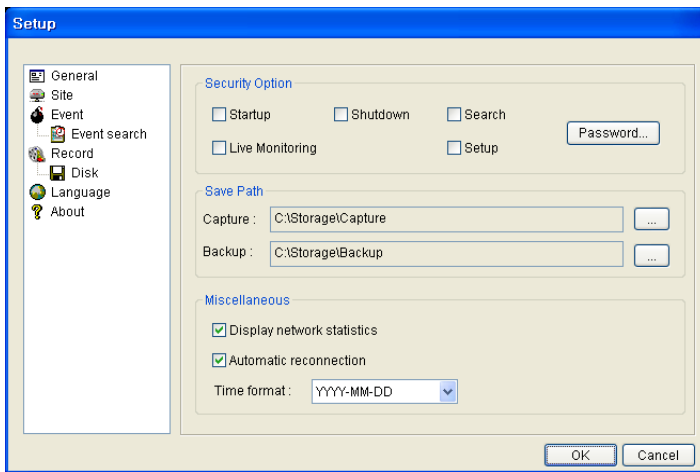 Setup
General
Site
Event
Event search
Record
Disk
Language
About
Security Option
Startup Shutdown Search
Password...
Live Monitoring Setup
Save Path
Capture : C:\Storage\Capture ...
Backup : C:\Storage\Backup ...
Miscellaneous
Display network statistics
Automatic reconnection
Time format : YYYY-MM-DD
OK Cancel